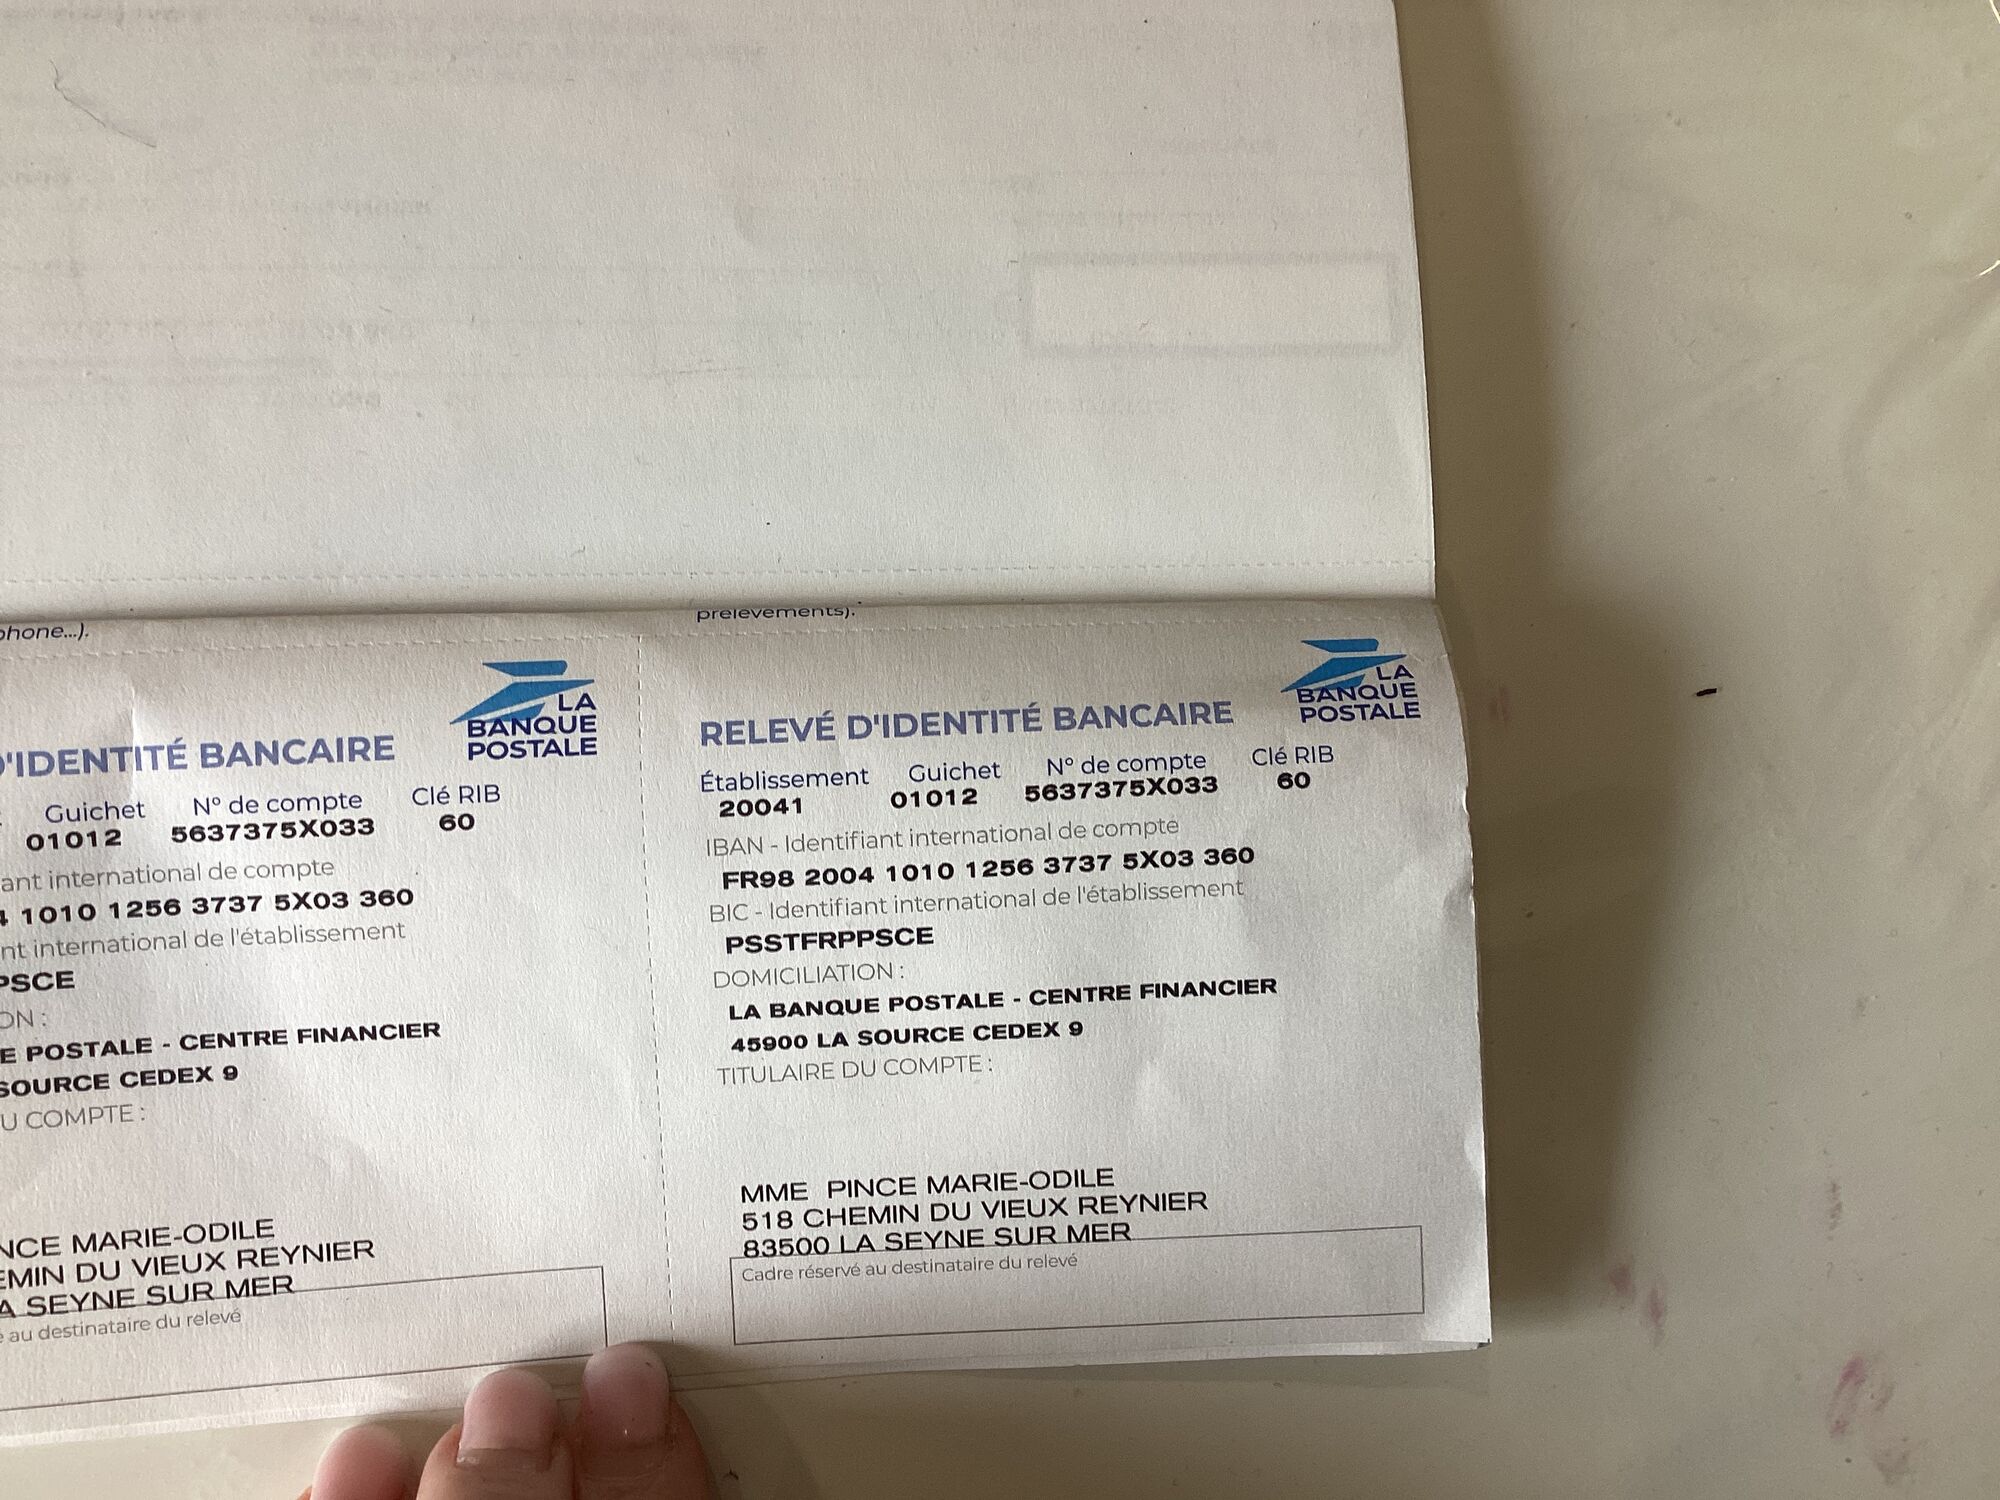 phone...).
D'IDENTITÉ BANCAIRE
LA
BANQUE
POSTALE
Guichet N° de compte Clé RIB
01012 5637375X033 60
ant international de compte
4 1010 1256 3737 5X03 360
nt international de l'établissement
PSCE
ON :
E POSTALE - CENTRE FINANCIER
SOURCE CEDEX 9
U COMPTE :
NCE MARIE-ODILE
EMIN DU VIEUX REYNIER
A SEYNE SUR MER
é au destinataire du relevé
prélèvements).
LA
BANQUE
POSTALE
RELEVÉ D'IDENTITÉ BANCAIRE
Établissement Guichet N° de compte Clé RIB
20041 01012 5637375X033 60
IBAN - Identifiant international de compte
FR98 2004 1010 1256 3737 5X03 360
BIC - Identifiant international de l'établissement
PSSTFRPPSCE
DOMICILIATION :
LA BANQUE POSTALE - CENTRE FINANCIER
45900 LA SOURCE CEDEX 9
TITULAIRE DU COMPTE :
MME PINCE MARIE-ODILE
518 CHEMIN DU VIEUX REYNIER
83500 LA SEYNE SUR MER
Cadre réservé au destinataire du relevé